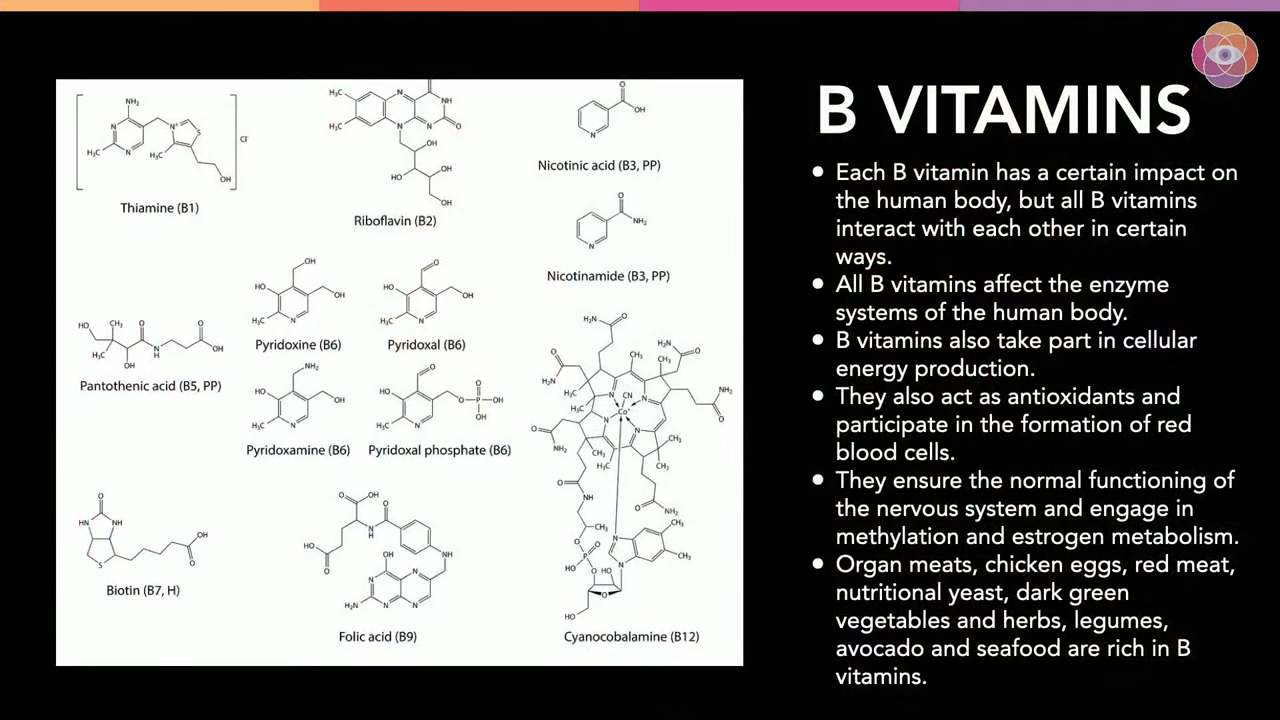 B VITAMINS
• Each B vitamin has a certain impact on
the human body, but all B vitamins
interact with each other in certain
ways.
• All B vitamins affect the enzyme
systems of the human body.
• B vitamins also take part in cellular
energy production.
• They also act as antioxidants and
participate in the formation of red
blood cells.
• They ensure the normal functioning of
the nervous system and engage in
methylation and estrogen metabolism.
• Organ meats, chicken eggs, red meat,
nutritional yeast, dark green
vegetables and herbs, legumes,
avocado and seafood are rich in B
vitamins.
Thiamine (B1)
Riboflavin (B2)
Nicotinic acid (B3, PP)
Nicotinamide (B3, PP)
Pantothenic acid (B5, PP)
Pyridoxine (B6)
Pyridoxal (B6)
Pyridoxamine (B6)
Pyridoxal phosphate (B6)
Biotin (B7, H)
Folic acid (B9)
Cyanocobalamine (B12)